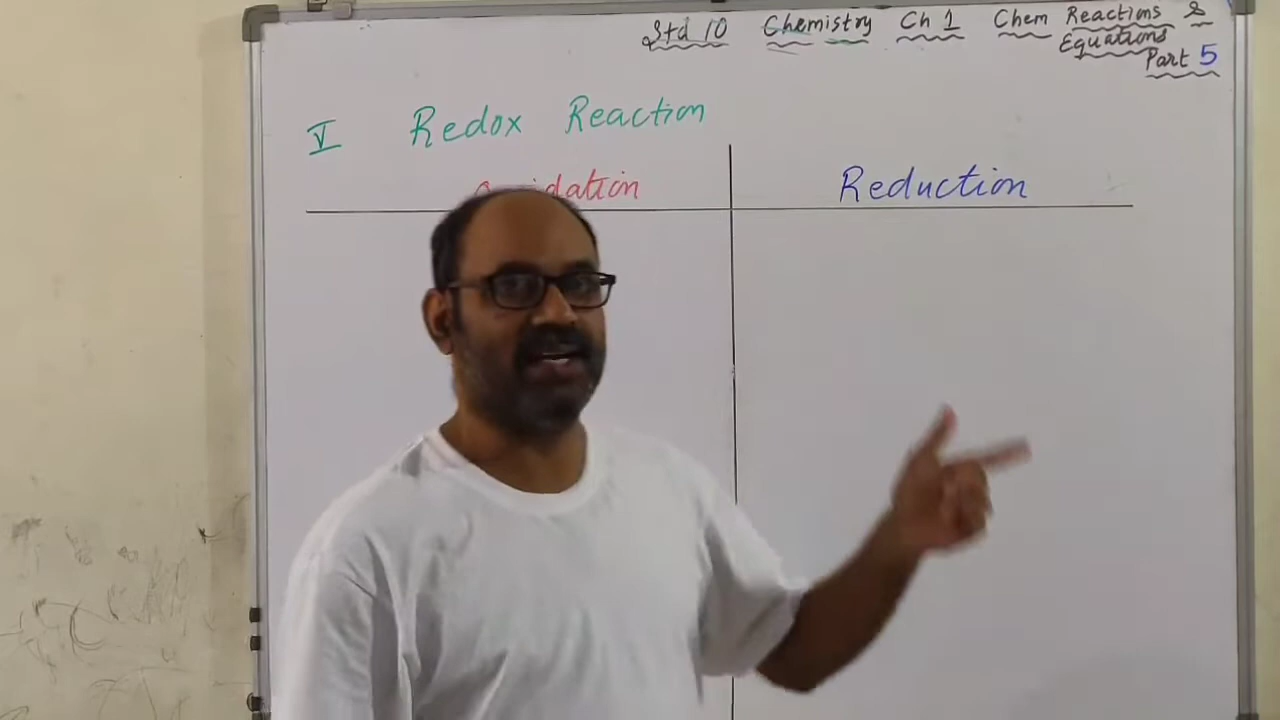 Std 10 Chemistry Ch 1 Chem Reactions &
Equations
Part 5
V Redox Reaction
Reduction